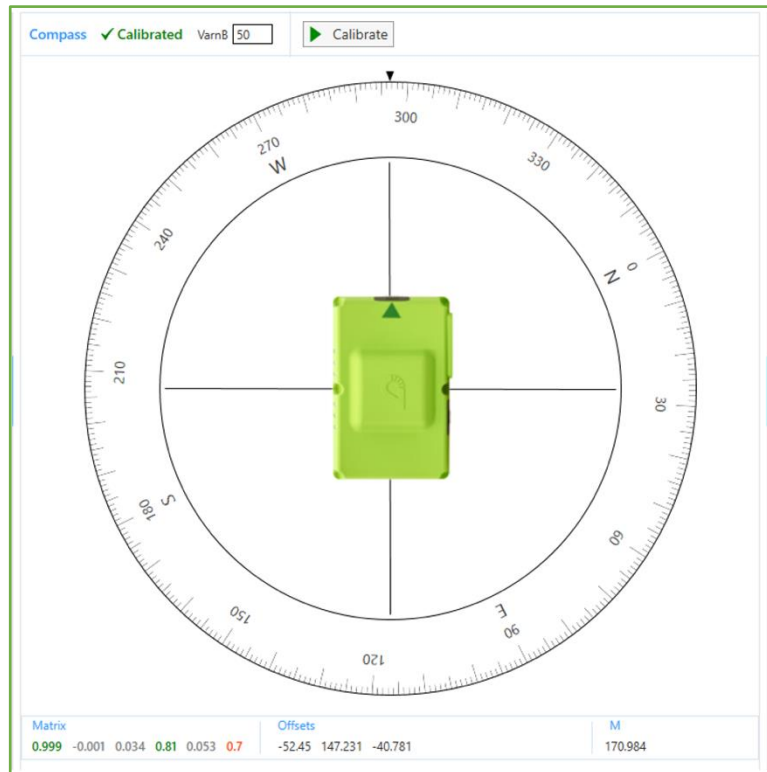 Compass ✓ Calibrated VarnB 50 Calibrate
300
270 330
W
240 0
N
210 30
S
180 60
E
150 90
120
Matrix Offsets M
0.999 -0.001 0.034 0.81 0.053 0.7 -52.45 147.231 -40.781 170.984